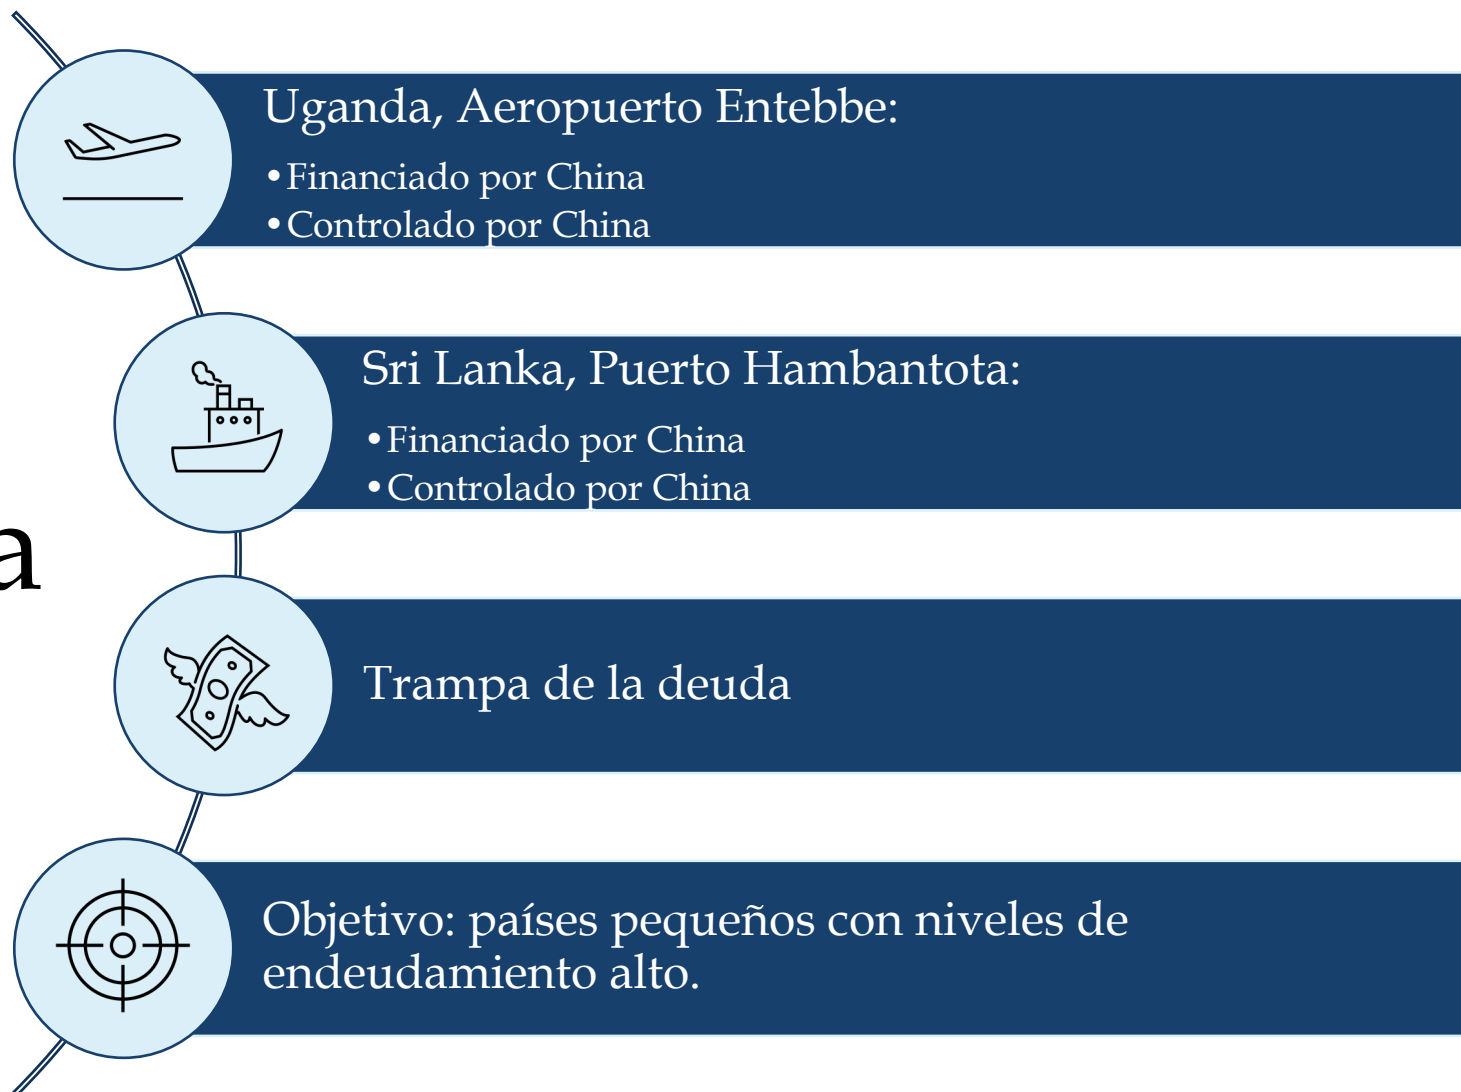 Uganda, Aeropuerto Entebbe:
•Financiado por China
•Controlado por China
Sri Lanka, Puerto Hambantota:
•Financiado por China
•Controlado por China
a
Trampa de la deuda
Objetivo: países pequeños con niveles de
endeudamiento alto.